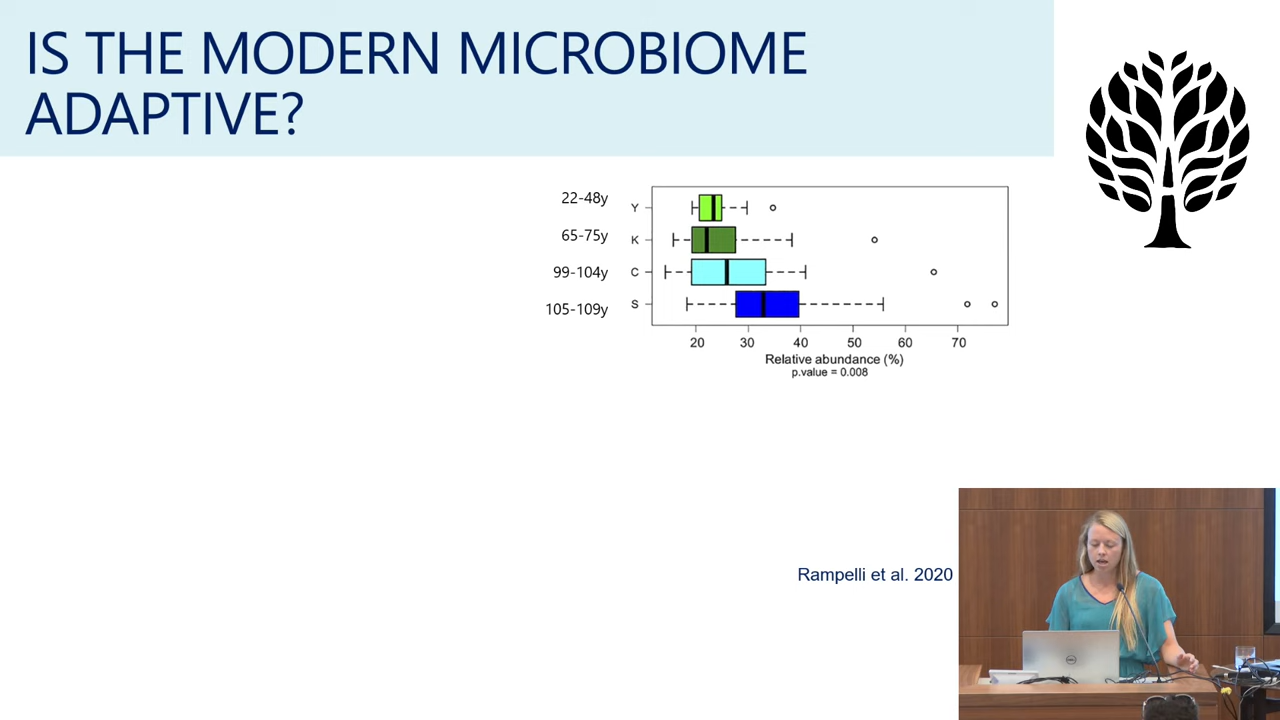 IS THE MODERN MICROBIOME
ADAPTIVE?
22-48y
Y
65-75y
K
99-104y
C
105-109y
S
20 30 40 50 60 70
Relative abundance (%)
p.value = 0.008
Rampelli et al. 2020
DELL